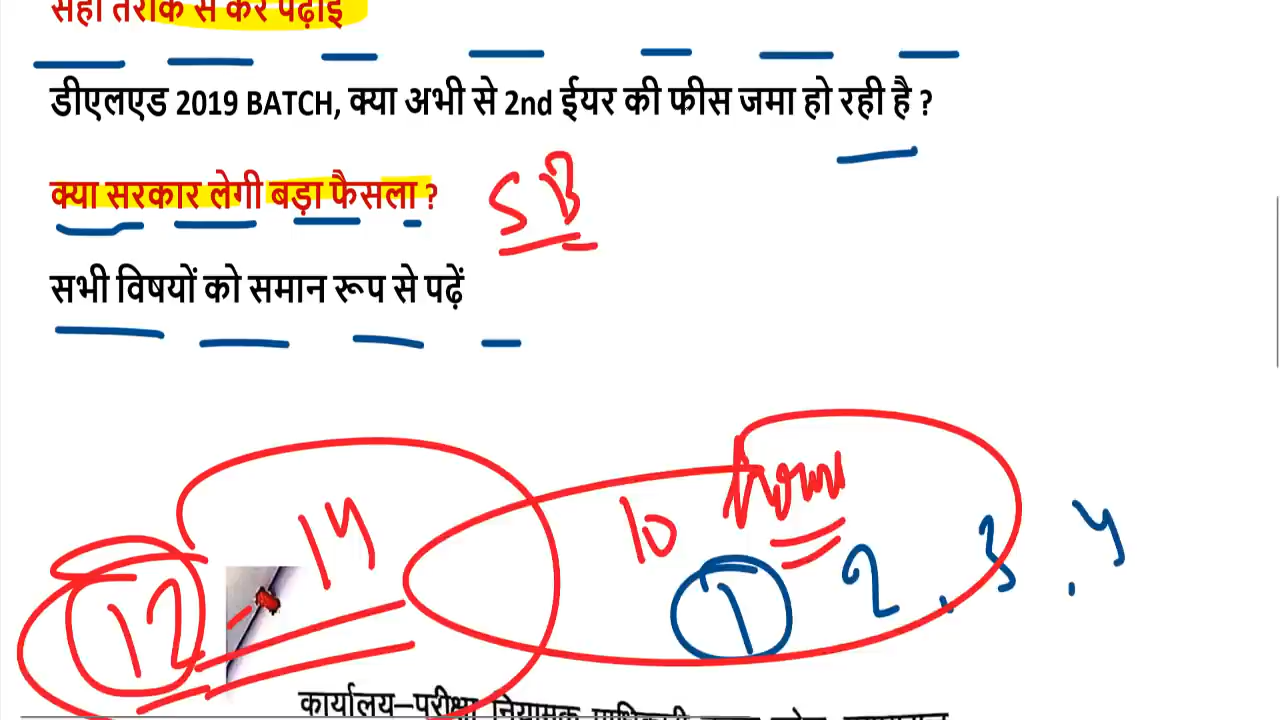 सही तरीके से करें पढ़ाई
डीएलएड 2019 BATCH, क्या अभी से 2nd ईयर की फीस जमा हो रही है ?
क्या सरकार लेगी बड़ा फैसला ?
SB
सभी विषयों को समान रूप से पढ़ें
12 - 14
10
1 2 , 3 . 4
कार्यालय–परीक्षा नियामक प्राधिकारी